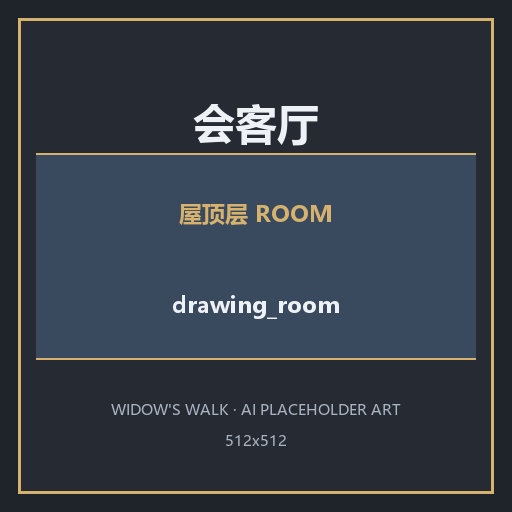 会客厅
屋顶层 ROOM
drawing_room
WIDOW'S WALK · AI PLACEHOLDER ART
512x512